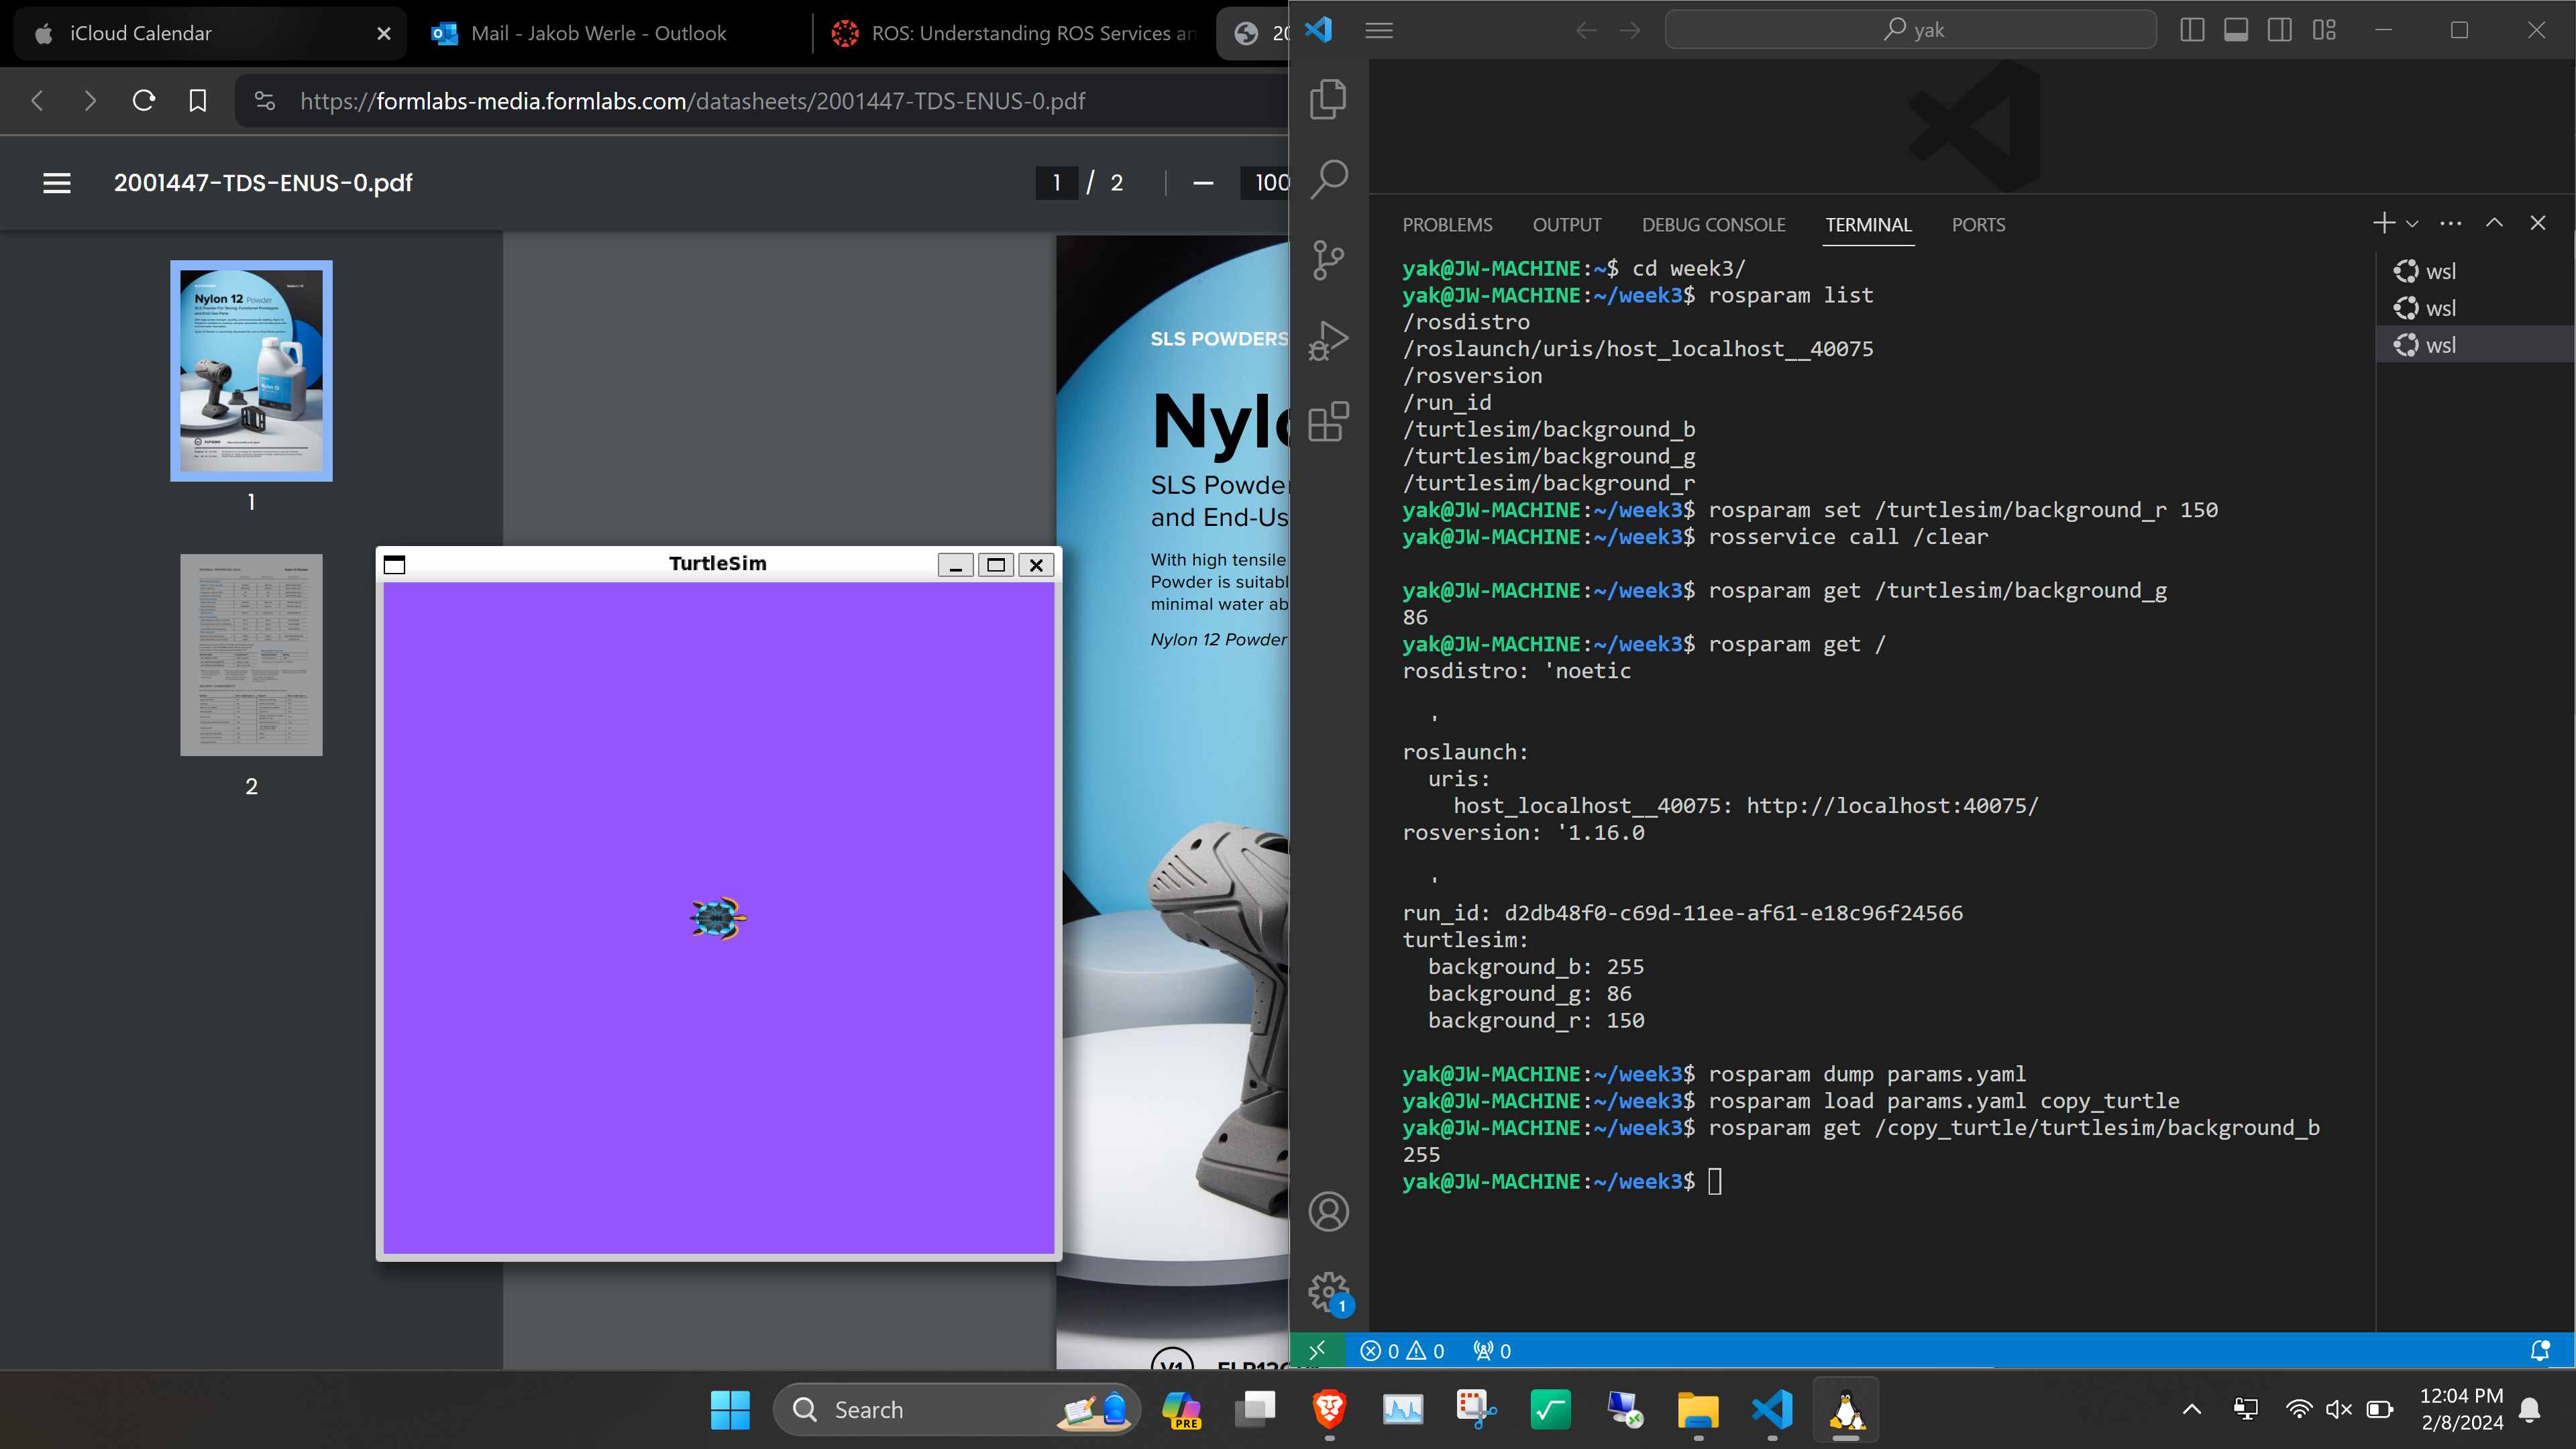 iCloud Calendar
Mail - Jakob Werle - Outlook
ROS: Understanding ROS Services an
20
https://formlabs-media.formlabs.com/datasheets/2001447-TDS-ENUS-0.pdf
2001447-TDS-ENUS-0.pdf
1 / 2
100
Nylon 12 Powder
1
2
SLS POWDERS
Nylo
SLS Powde
and End-Us
With high tensile
Powder is suitabl
minimal water ab
Nylon 12 Powder
V1
TurtleSim
yak
PROBLEMS OUTPUT DEBUG CONSOLE TERMINAL PORTS
wsl
wsl
wsl
yak@JW-MACHINE:~$ cd week3/
yak@JW-MACHINE:~/week3$ rosparam list
/rosdistro
/roslaunch/uris/host_localhost__40075
/rosversion
/run_id
/turtlesim/background_b
/turtlesim/background_g
/turtlesim/background_r
yak@JW-MACHINE:~/week3$ rosparam set /turtlesim/background_r 150
yak@JW-MACHINE:~/week3$ rosservice call /clear
yak@JW-MACHINE:~/week3$ rosparam get /turtlesim/background_g
86
yak@JW-MACHINE:~/week3$ rosparam get /
rosdistro: 'noetic
'
roslaunch:
uris:
host_localhost__40075: http://localhost:40075/
rosversion: '1.16.0
'
run_id: d2db48f0-c69d-11ee-af61-e18c96f24566
turtlesim:
background_b: 255
background_g: 86
background_r: 150
yak@JW-MACHINE:~/week3$ rosparam dump params.yaml
yak@JW-MACHINE:~/week3$ rosparam load params.yaml copy_turtle
yak@JW-MACHINE:~/week3$ rosparam get /copy_turtle/turtlesim/background_b
255
yak@JW-MACHINE:~/week3$
1
0 0 0
Search
PRE
12:04 PM
2/8/2024